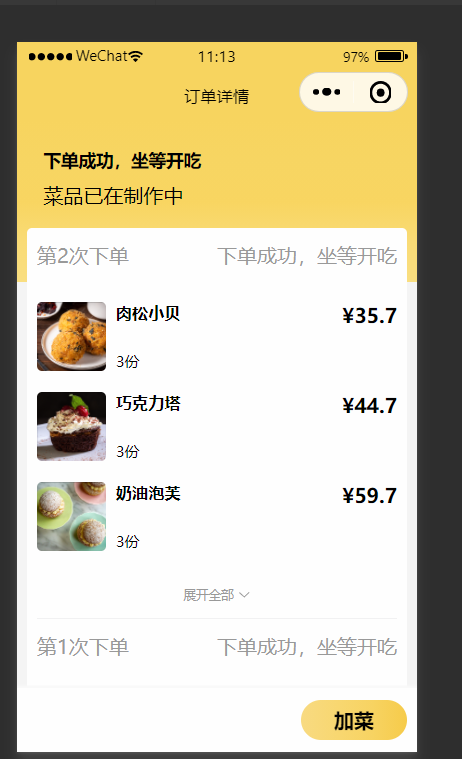 WeChat 11:13 97%
订单详情
下单成功，坐等开吃
菜品已在制作中
第2次下单 下单成功，坐等开吃
肉松小贝 ¥35.7
3份
巧克力塔 ¥44.7
3份
奶油泡芙 ¥59.7
3份
展开全部
第1次下单 下单成功，坐等开吃
加菜